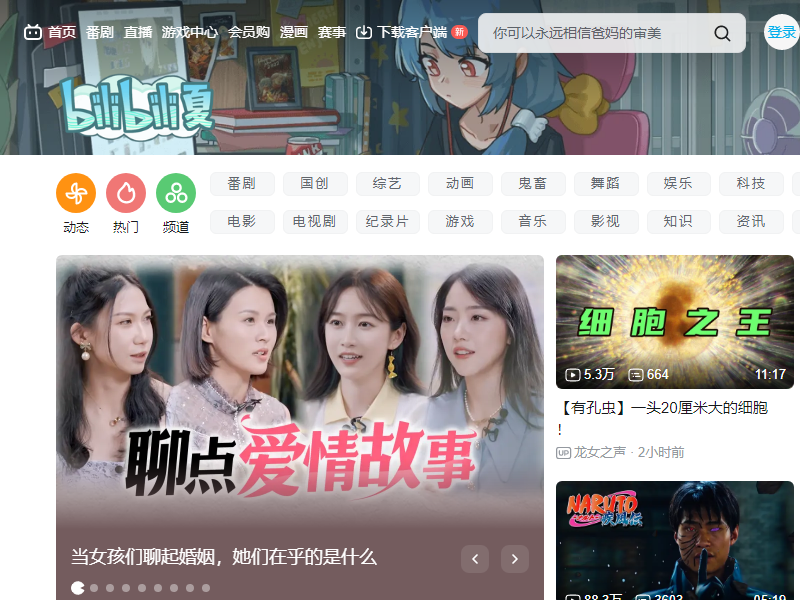 首页 番剧 直播 游戏中心 会员购 漫画 赛事 下载客户端 新 你可以永远相信爸妈的审美 登录
bilibili夏
番剧 国创 综艺 动画 鬼畜 舞蹈 娱乐 科技
动态 热门 频道
电影 电视剧 纪录片 游戏 音乐 影视 知识 资讯
聊点爱情故事
当女孩们聊起婚姻，她们在乎的是什么
细胞之王
5.3万 664 11:17
【有孔虫】一头20厘米大的细胞
！
UP 龙女之声 · 2小时前
NARUTO
疾风伝
88.3万 3603 05:19